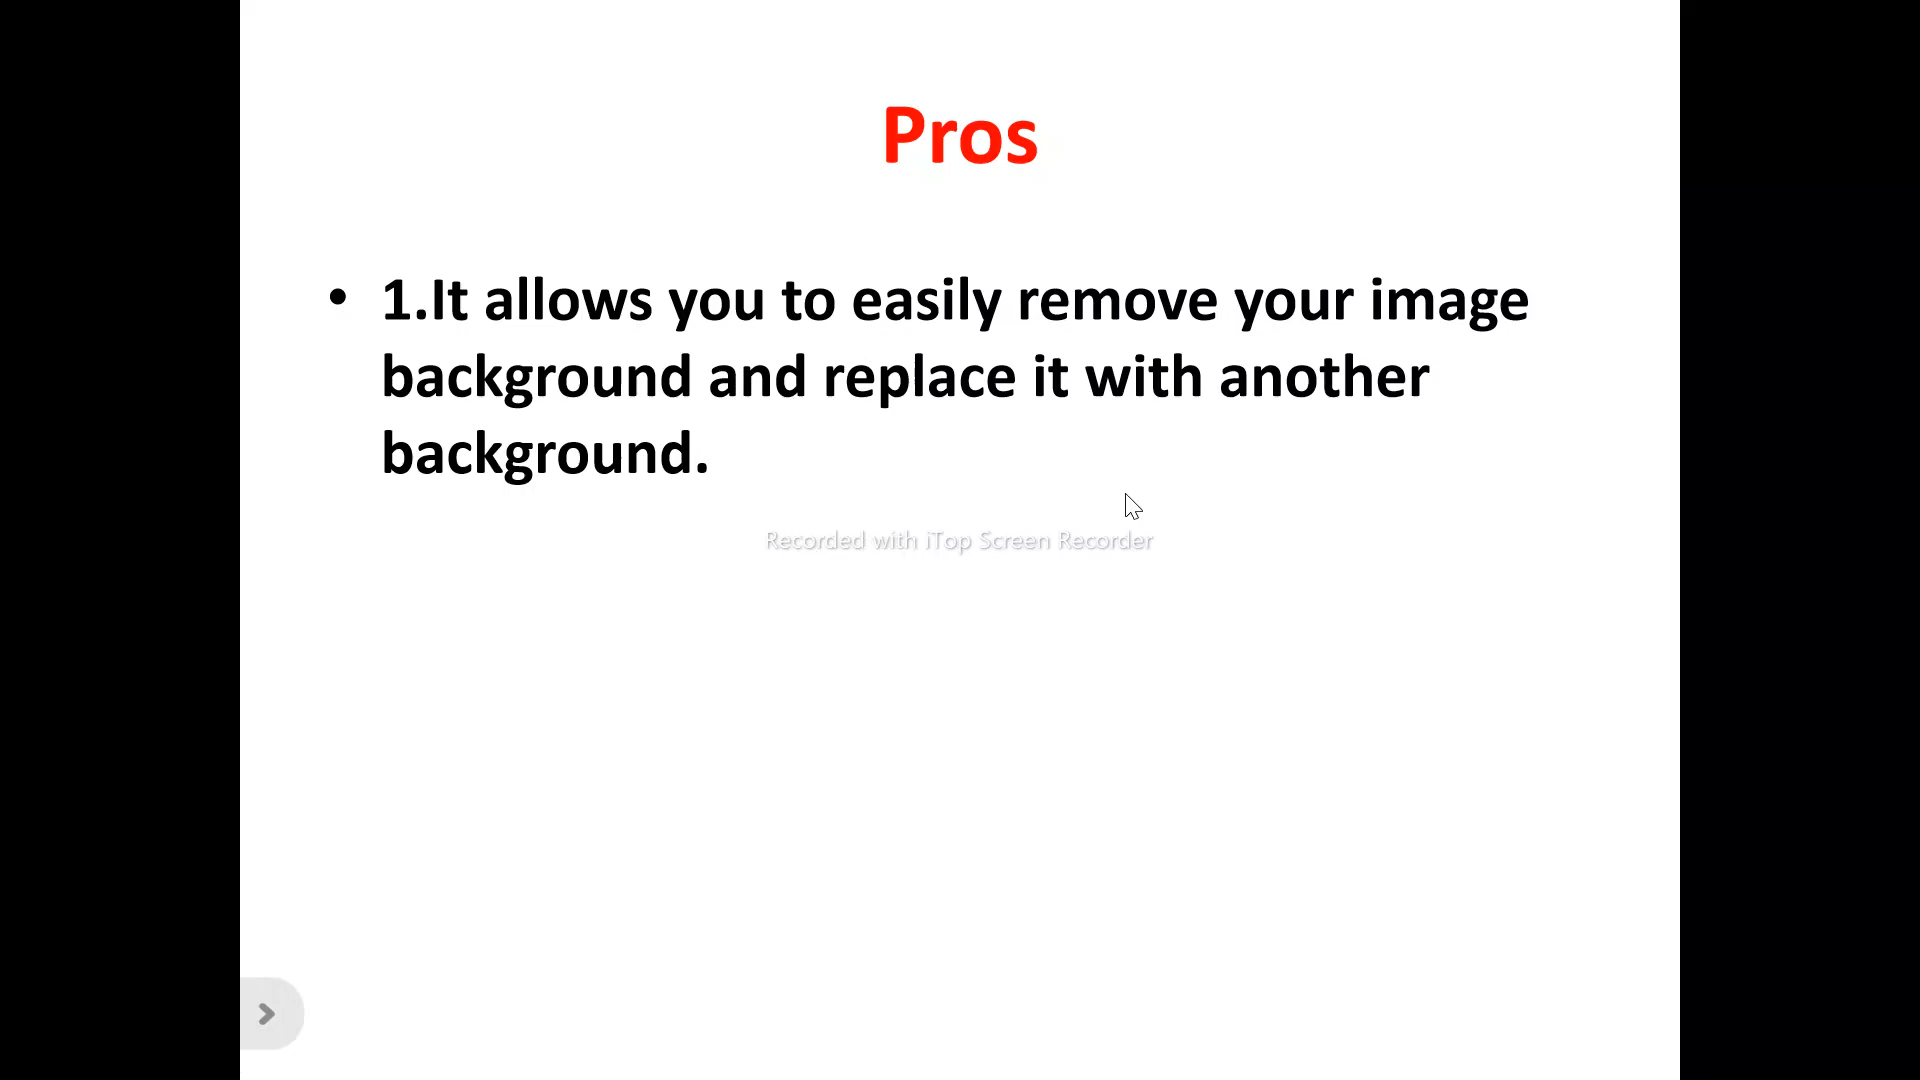 Pros
• 1.It allows you to easily remove your image
background and replace it with another
background.
Recorded with iTop Screen Recorder